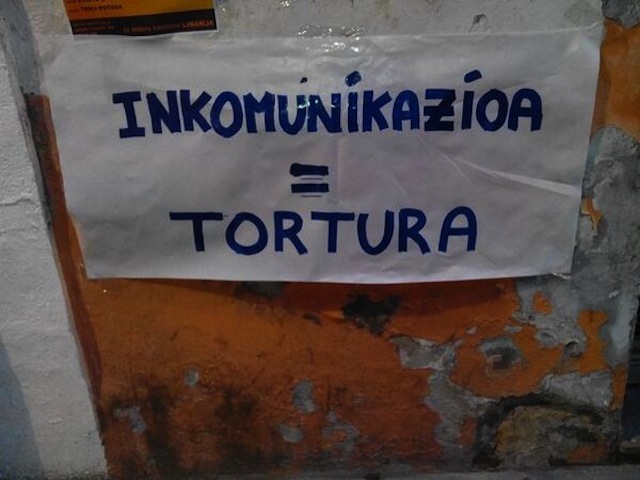 INKOMUNIKAZIOA
=
TORTURA